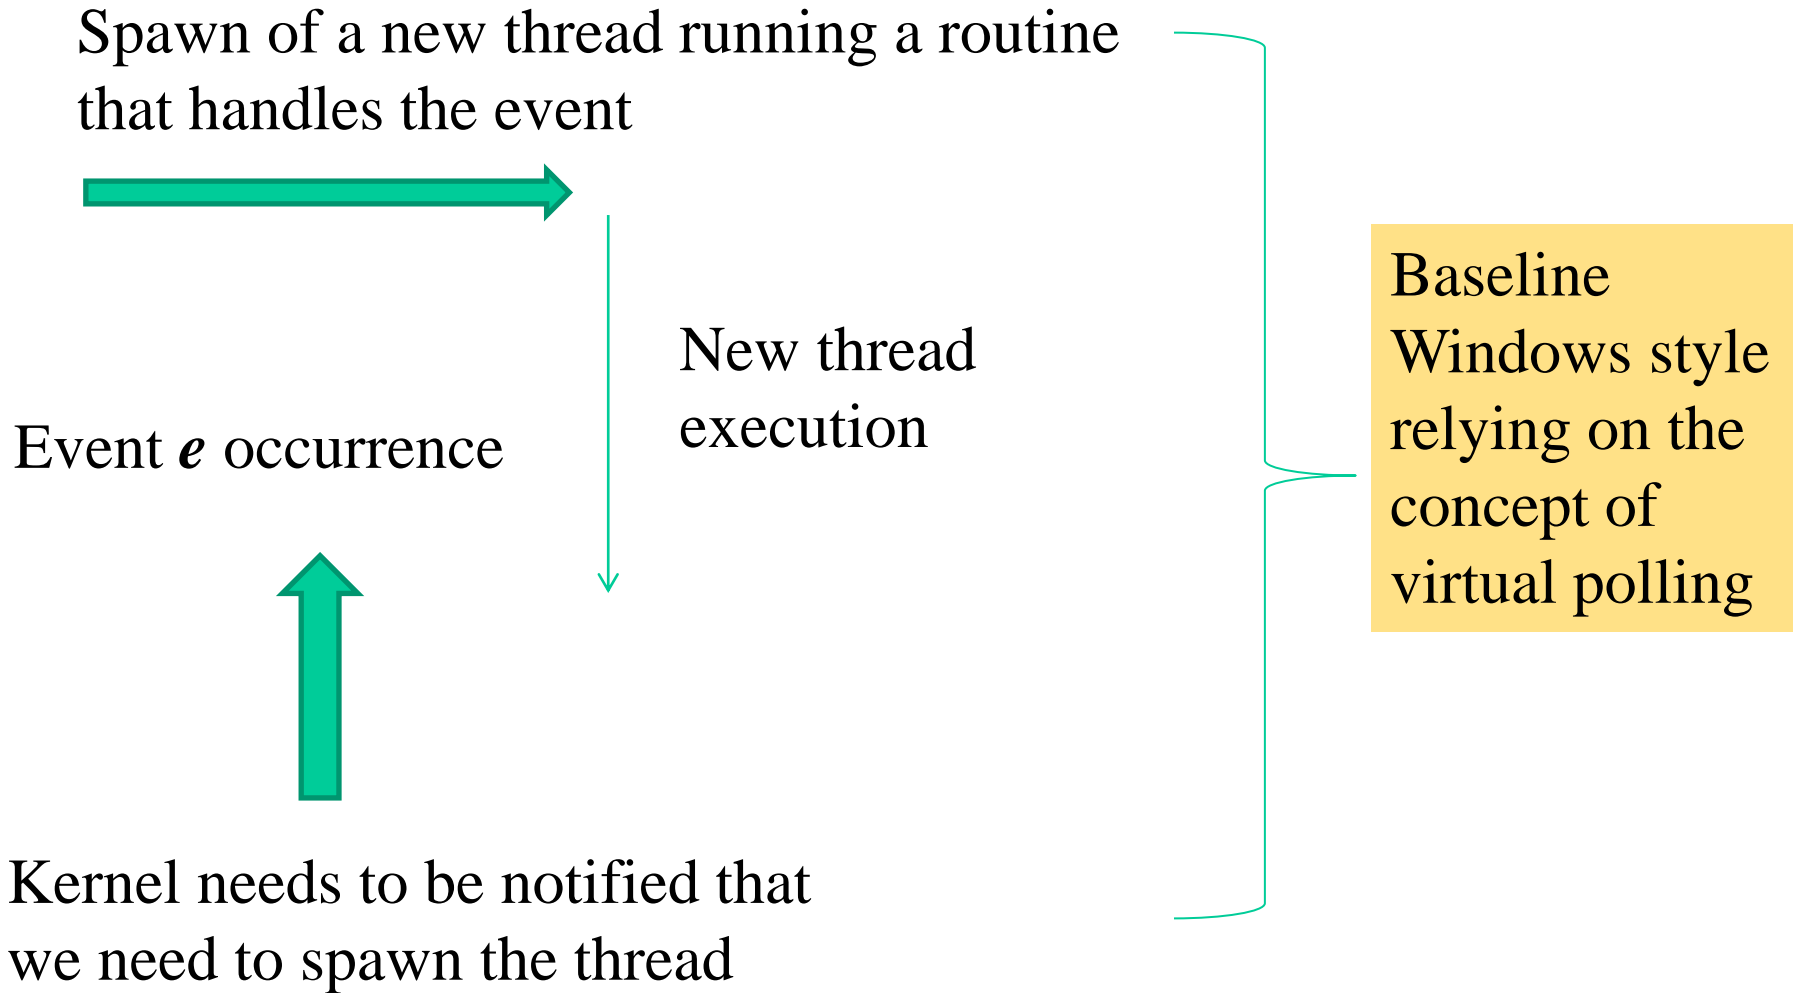 Spawn of a new thread running a routine
that handles the event
New thread
execution
Event e occurrence
Kernel needs to be notified that
we need to spawn the thread
Baseline
Windows style
relying on the
concept of
virtual polling